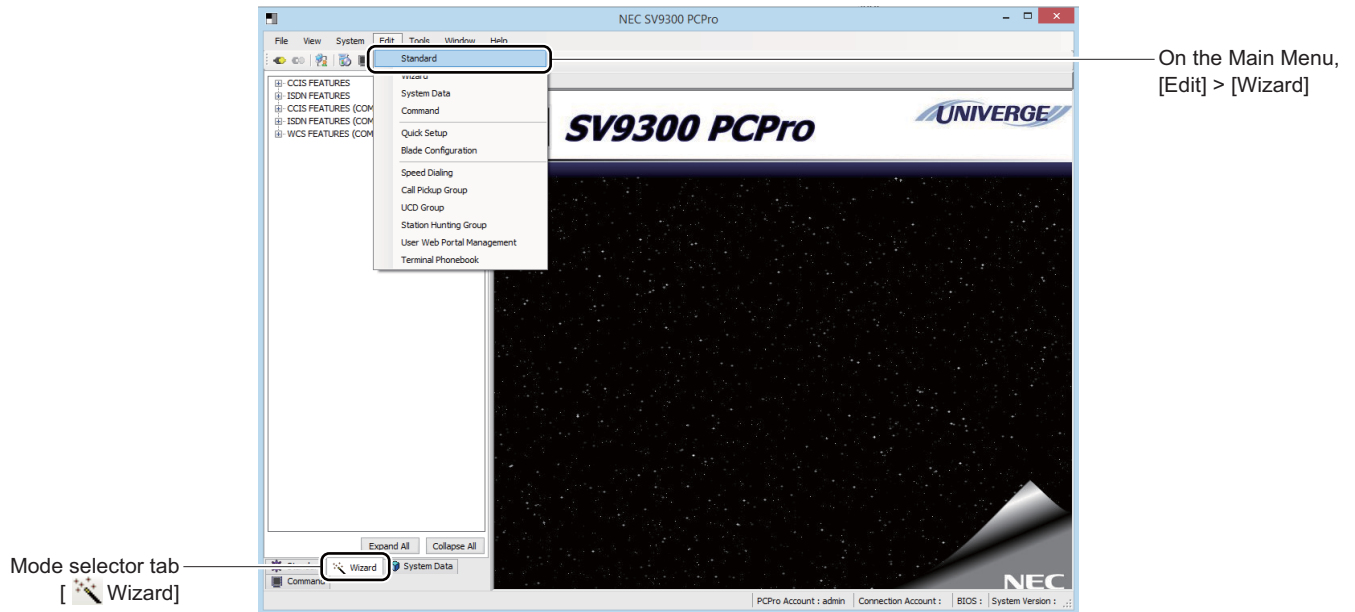 NEC SV9300 PCPro
File View System Edit Tools Window Help
Standard
Wizard
System Data
Command
Quick Setup
Blade Configuration
Speed Dialing
Call Pickup Group
UCD Group
Station Hunting Group
User Web Portal Management
Terminal Phonebook
CCIS FEATURES
ISDN FEATURES
CCIS FEATURES (COM
ISDN FEATURES (COM
WCS FEATURES (COM
SV9300 PCPro
UNIVERGE
On the Main Menu,
[Edit] > [Wizard]
Expand All Collapse All
Wizard System Data
Command
Mode selector tab
[ Wizard]
NEC
PCPro Account : admin Connection Account : BIOS : System Version :